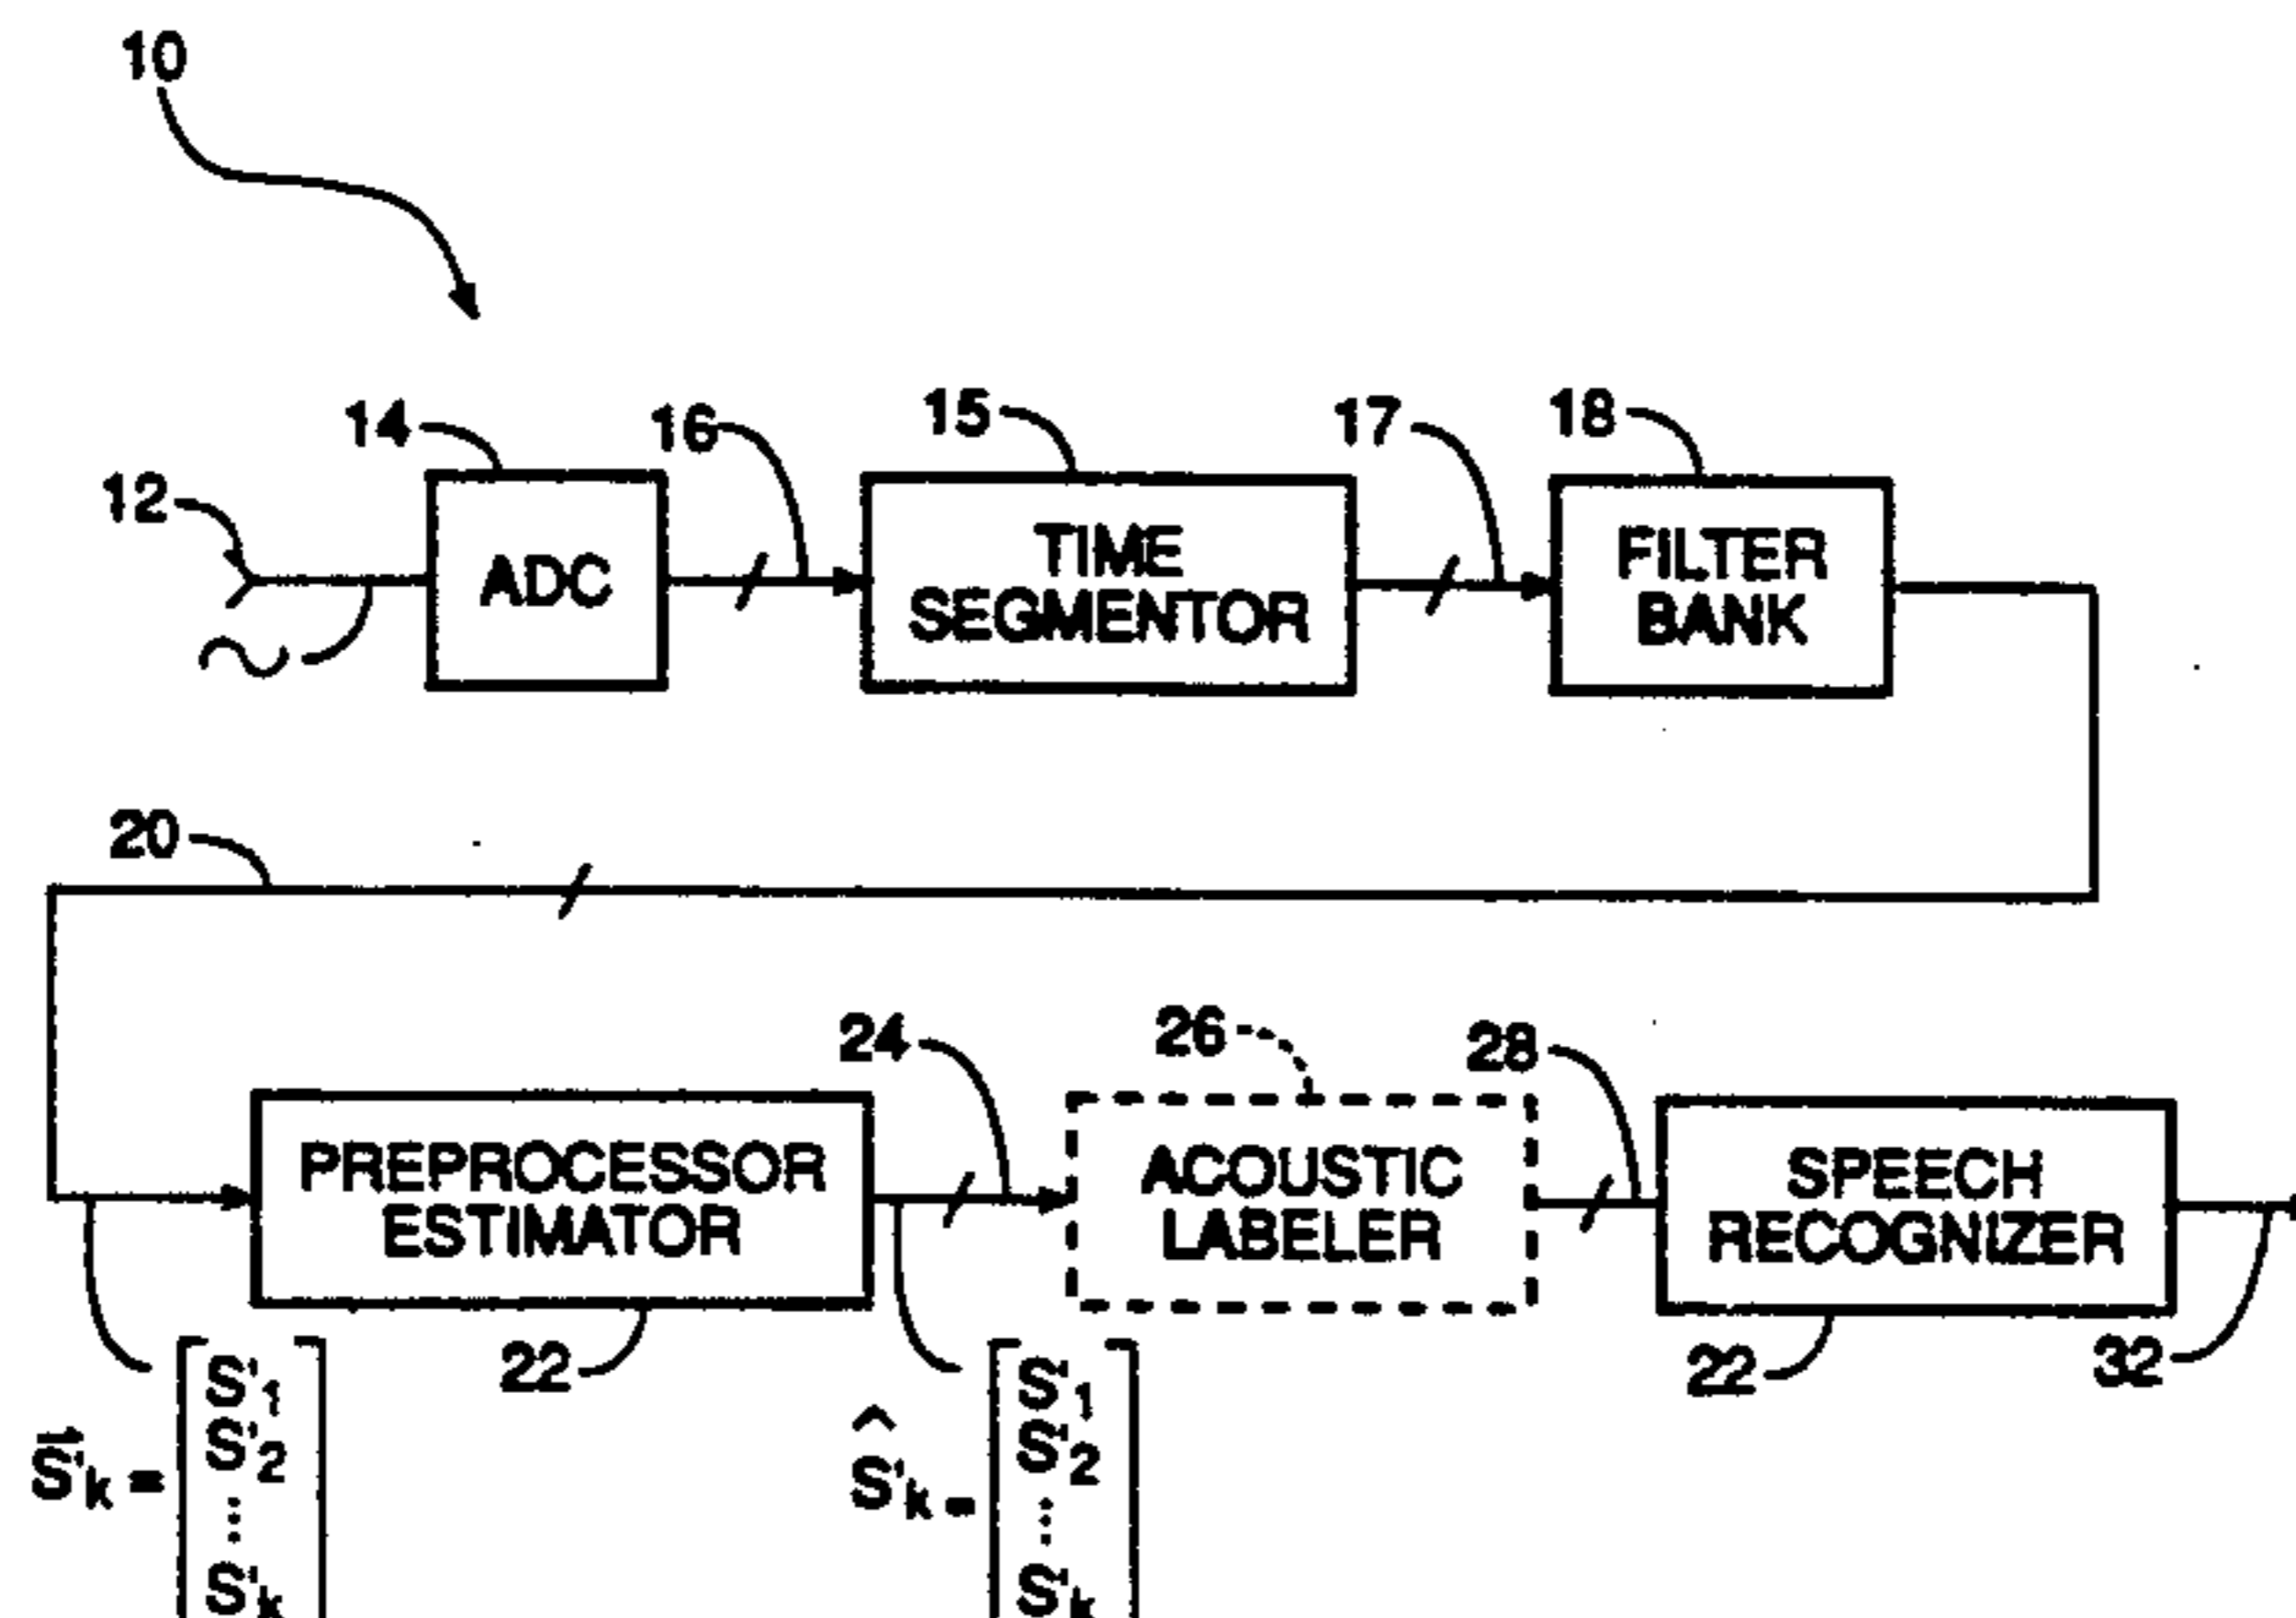 10
14
16
15
17
18
12
ADC
TIME
SEGMENTOR
FILTER
BANK
20
24
26
28
PREPROCESSOR
ESTIMATOR
ACOUSTIC
LABELER
SPEECH
RECOGNIZER
22
22
32
S'k = [S'1
S'2
⋮
S'k]
Ŝ'k = [S'1
S'2
⋮
S'k]